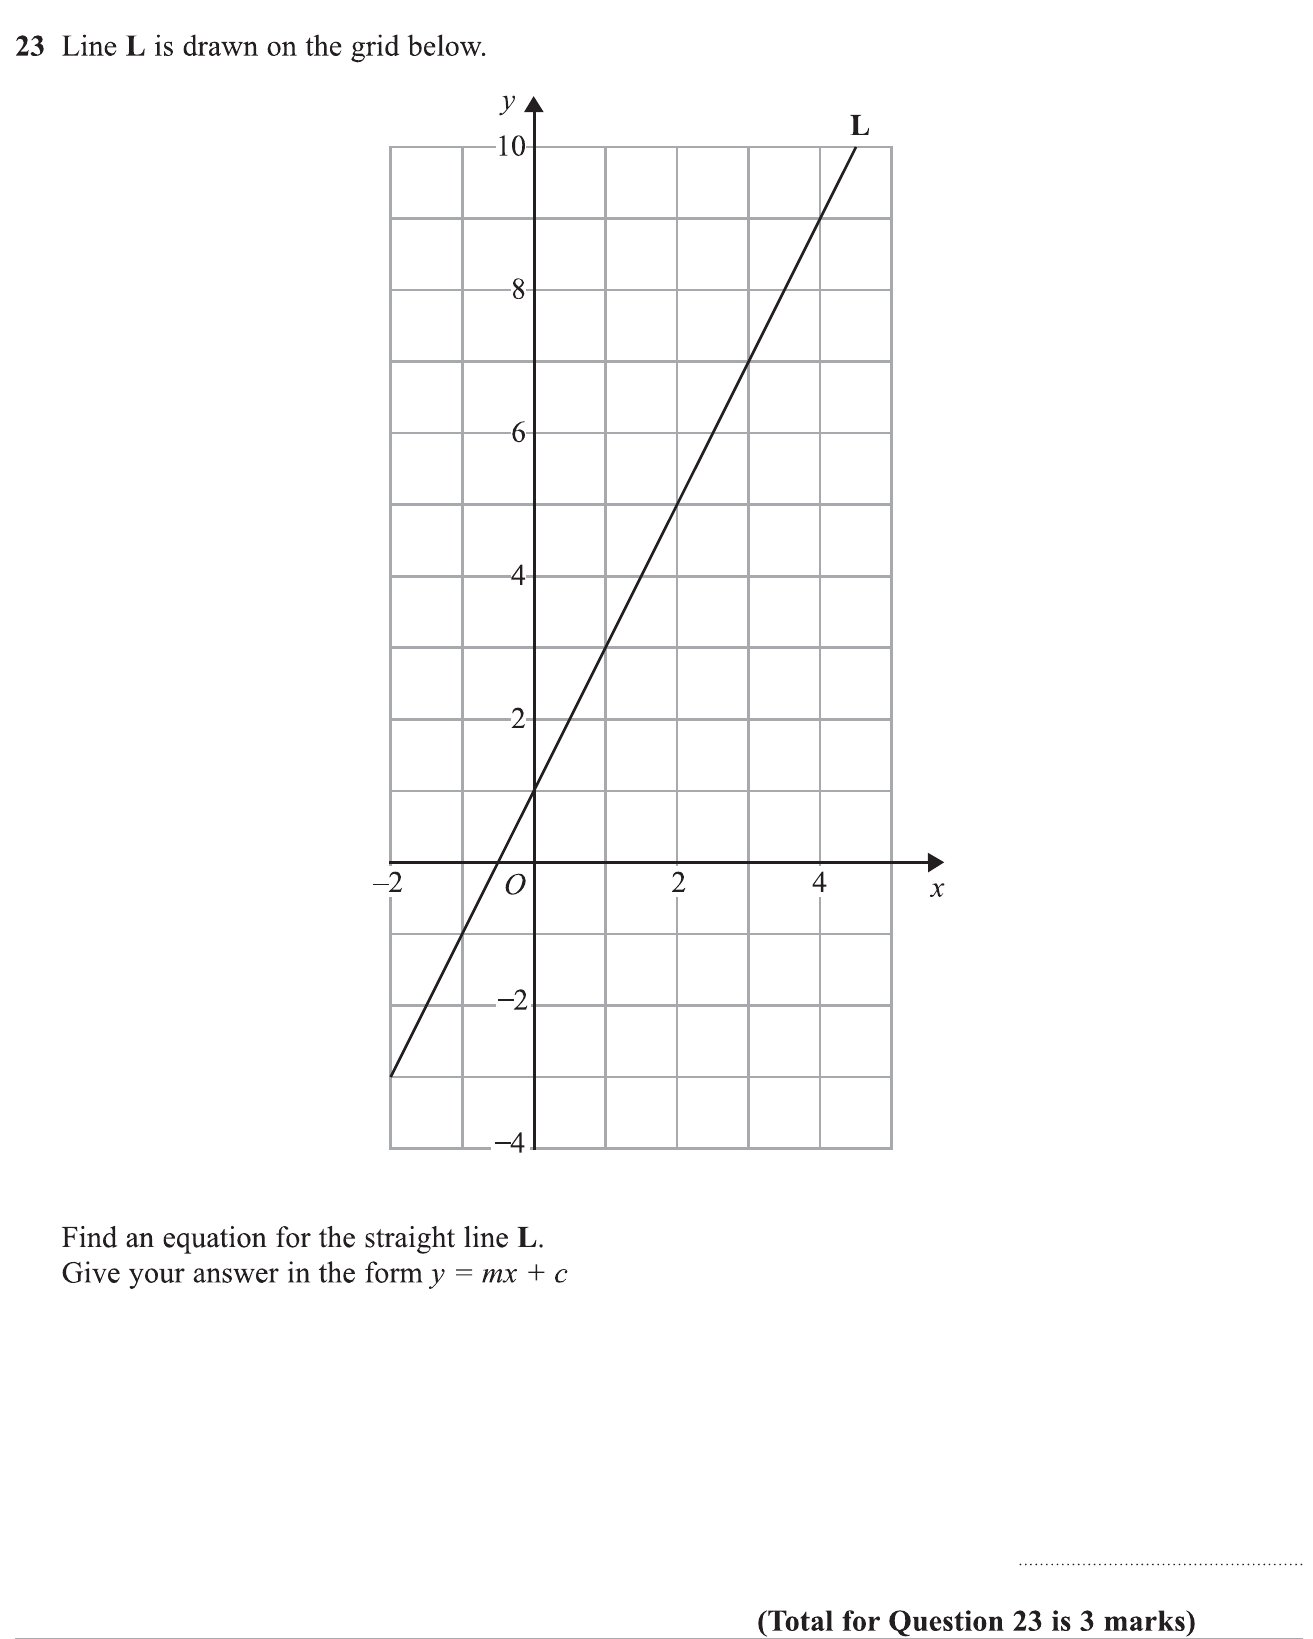 23 Line L is drawn on the grid below.
y
L
10
8
6
4
2
–2 O 2 4 x
–2
–4
Find an equation for the straight line L.
Give your answer in the form y = mx + c
(Total for Question 23 is 3 marks)